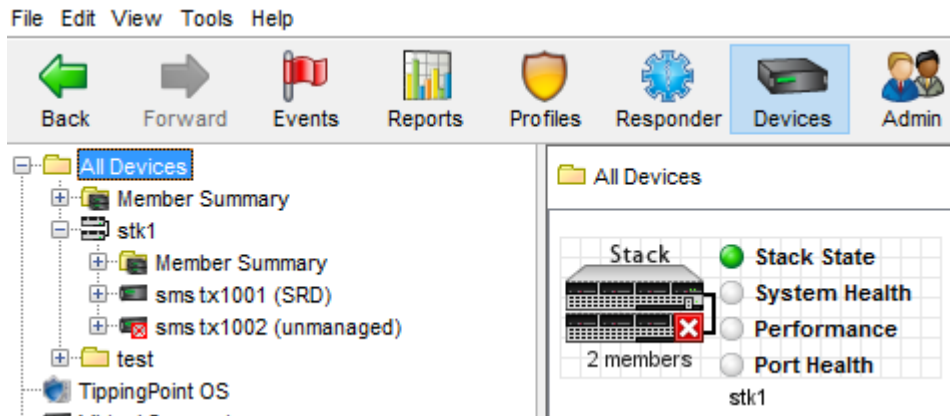 File Edit View Tools Help
Back Forward Events Reports Profiles Responder Devices Admin
All Devices
Member Summary
stk1
Member Summary
sms tx1001 (SRD)
sms tx1002 (unmanaged)
test
TippingPoint OS
All Devices
Stack
2 members
Stack State
System Health
Performance
Port Health
stk1